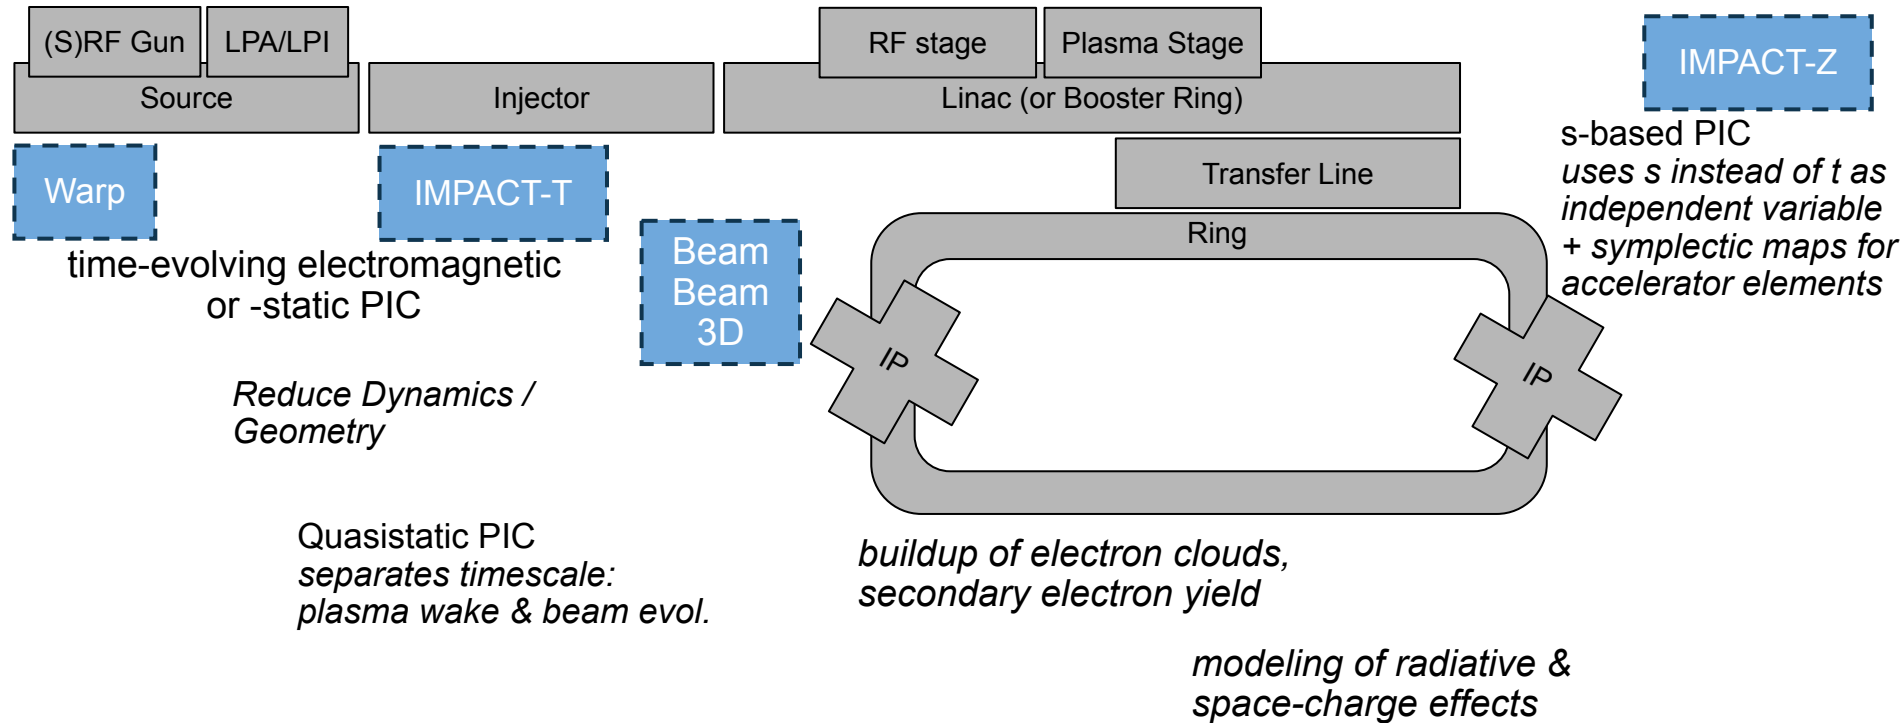 (S)RF Gun
LPA/LPI
Source
Injector
RF stage
Plasma Stage
Linac (or Booster Ring)
Transfer Line
Ring
IP
IP
IMPACT-Z
s-based PIC
uses s instead of t as
independent variable
+ symplectic maps for
accelerator elements
Warp
IMPACT-T
time-evolving electromagnetic
or -static PIC
Beam
Beam
3D
Reduce Dynamics /
Geometry
Quasistatic PIC
separates timescale:
plasma wake & beam evol.
buildup of electron clouds,
secondary electron yield
modeling of radiative &
space-charge effects